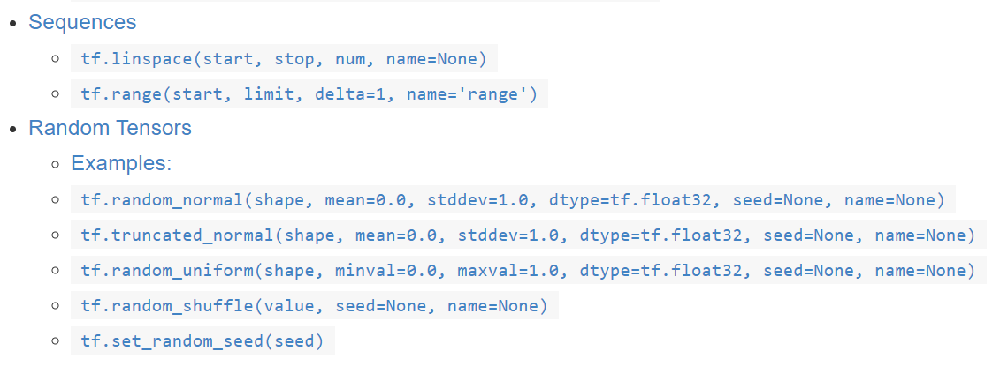 Sequences
tf.linspace(start, stop, num, name=None)
tf.range(start, limit, delta=1, name='range')
Random Tensors
Examples:
tf.random_normal(shape, mean=0.0, stddev=1.0, dtype=tf.float32, seed=None, name=None)
tf.truncated_normal(shape, mean=0.0, stddev=1.0, dtype=tf.float32, seed=None, name=None)
tf.random_uniform(shape, minval=0.0, maxval=1.0, dtype=tf.float32, seed=None, name=None)
tf.random_shuffle(value, seed=None, name=None)
tf.set_random_seed(seed)